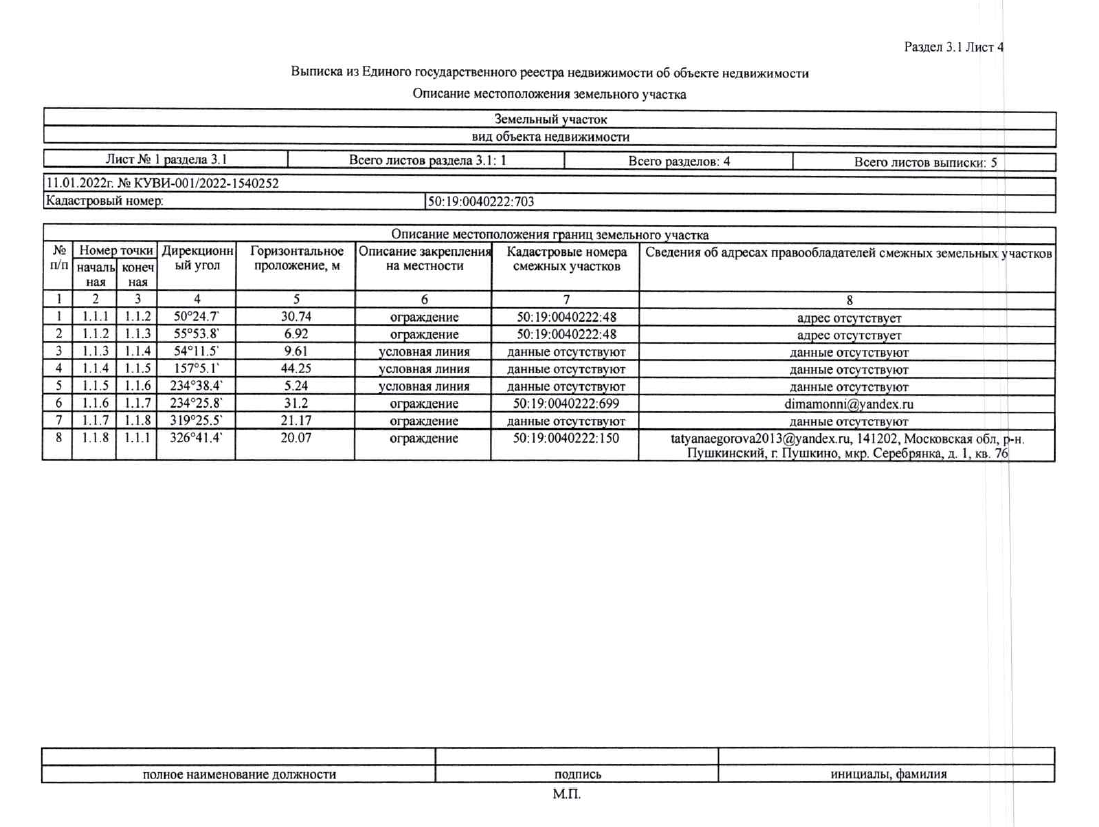 Раздел 3.1 Лист 4
Выписка из Единого государственного реестра недвижимости об объекте недвижимости
Описание местоположения земельного участка
Земельный участок
вид объекта недвижимости
Лист № 1 раздела 3.1 Всего листов раздела 3.1: 1 Всего разделов: 4 Всего листов выписки: 5
11.01.2022г. № КУВИ-001/2022-1540252
Кадастровый номер: 50:19:0040222:703
Описание местоположения границ земельного участка
№ Номер точки Дирекционн Горизонтальное Описание закрепления Кадастровые номера Сведения об адресах правообладателей смежных земельных участков
п/п началь конеч ый угол проложение, м на местности смежных участков
ная ная
1 2 3 4 5 6 7 8
1 1.1.1 1.1.2 50°24.7` 30.74 ограждение 50:19:0040222:48 адрес отсутствует
2 1.1.2 1.1.3 55°53.8` 6.92 ограждение 50:19:0040222:48 адрес отсутствует
3 1.1.3 1.1.4 54°11.5` 9.61 условная линия данные отсутствуют данные отсутствуют
4 1.1.4 1.1.5 157°5.1` 44.25 условная линия данные отсутствуют данные отсутствуют
5 1.1.5 1.1.6 234°38.4` 5.24 условная линия данные отсутствуют данные отсутствуют
6 1.1.6 1.1.7 234°25.8` 31.2 ограждение 50:19:0040222:699 dimamonni@yandex.ru
7 1.1.7 1.1.8 319°25.5` 21.17 ограждение данные отсутствуют данные отсутствуют
8 1.1.8 1.1.1 326°41.4` 20.07 ограждение 50:19:0040222:150 tatyanaegorova2013@yandex.ru, 141202, Московская обл, р-н.
Пушкинский, г. Пушкино, мкр. Серебрянка, д. 1, кв. 76
полное наименование должности подпись инициалы, фамилия
М.П.